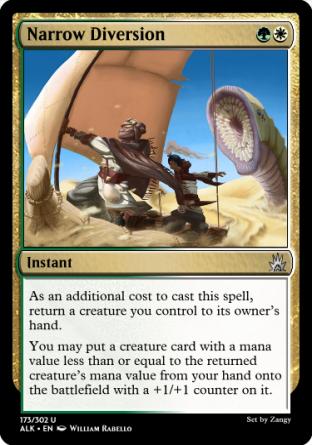 Narrow Diversion
Instant
As an additional cost to cast this spell,
return a creature you control to its owner's
hand.
You may put a creature card with a mana
value less than or equal to the returned
creature's mana value from your hand onto
the battlefield with a +1/+1 counter on it.
173/302 U
ALK • EN William Rabello
Set by Zangy